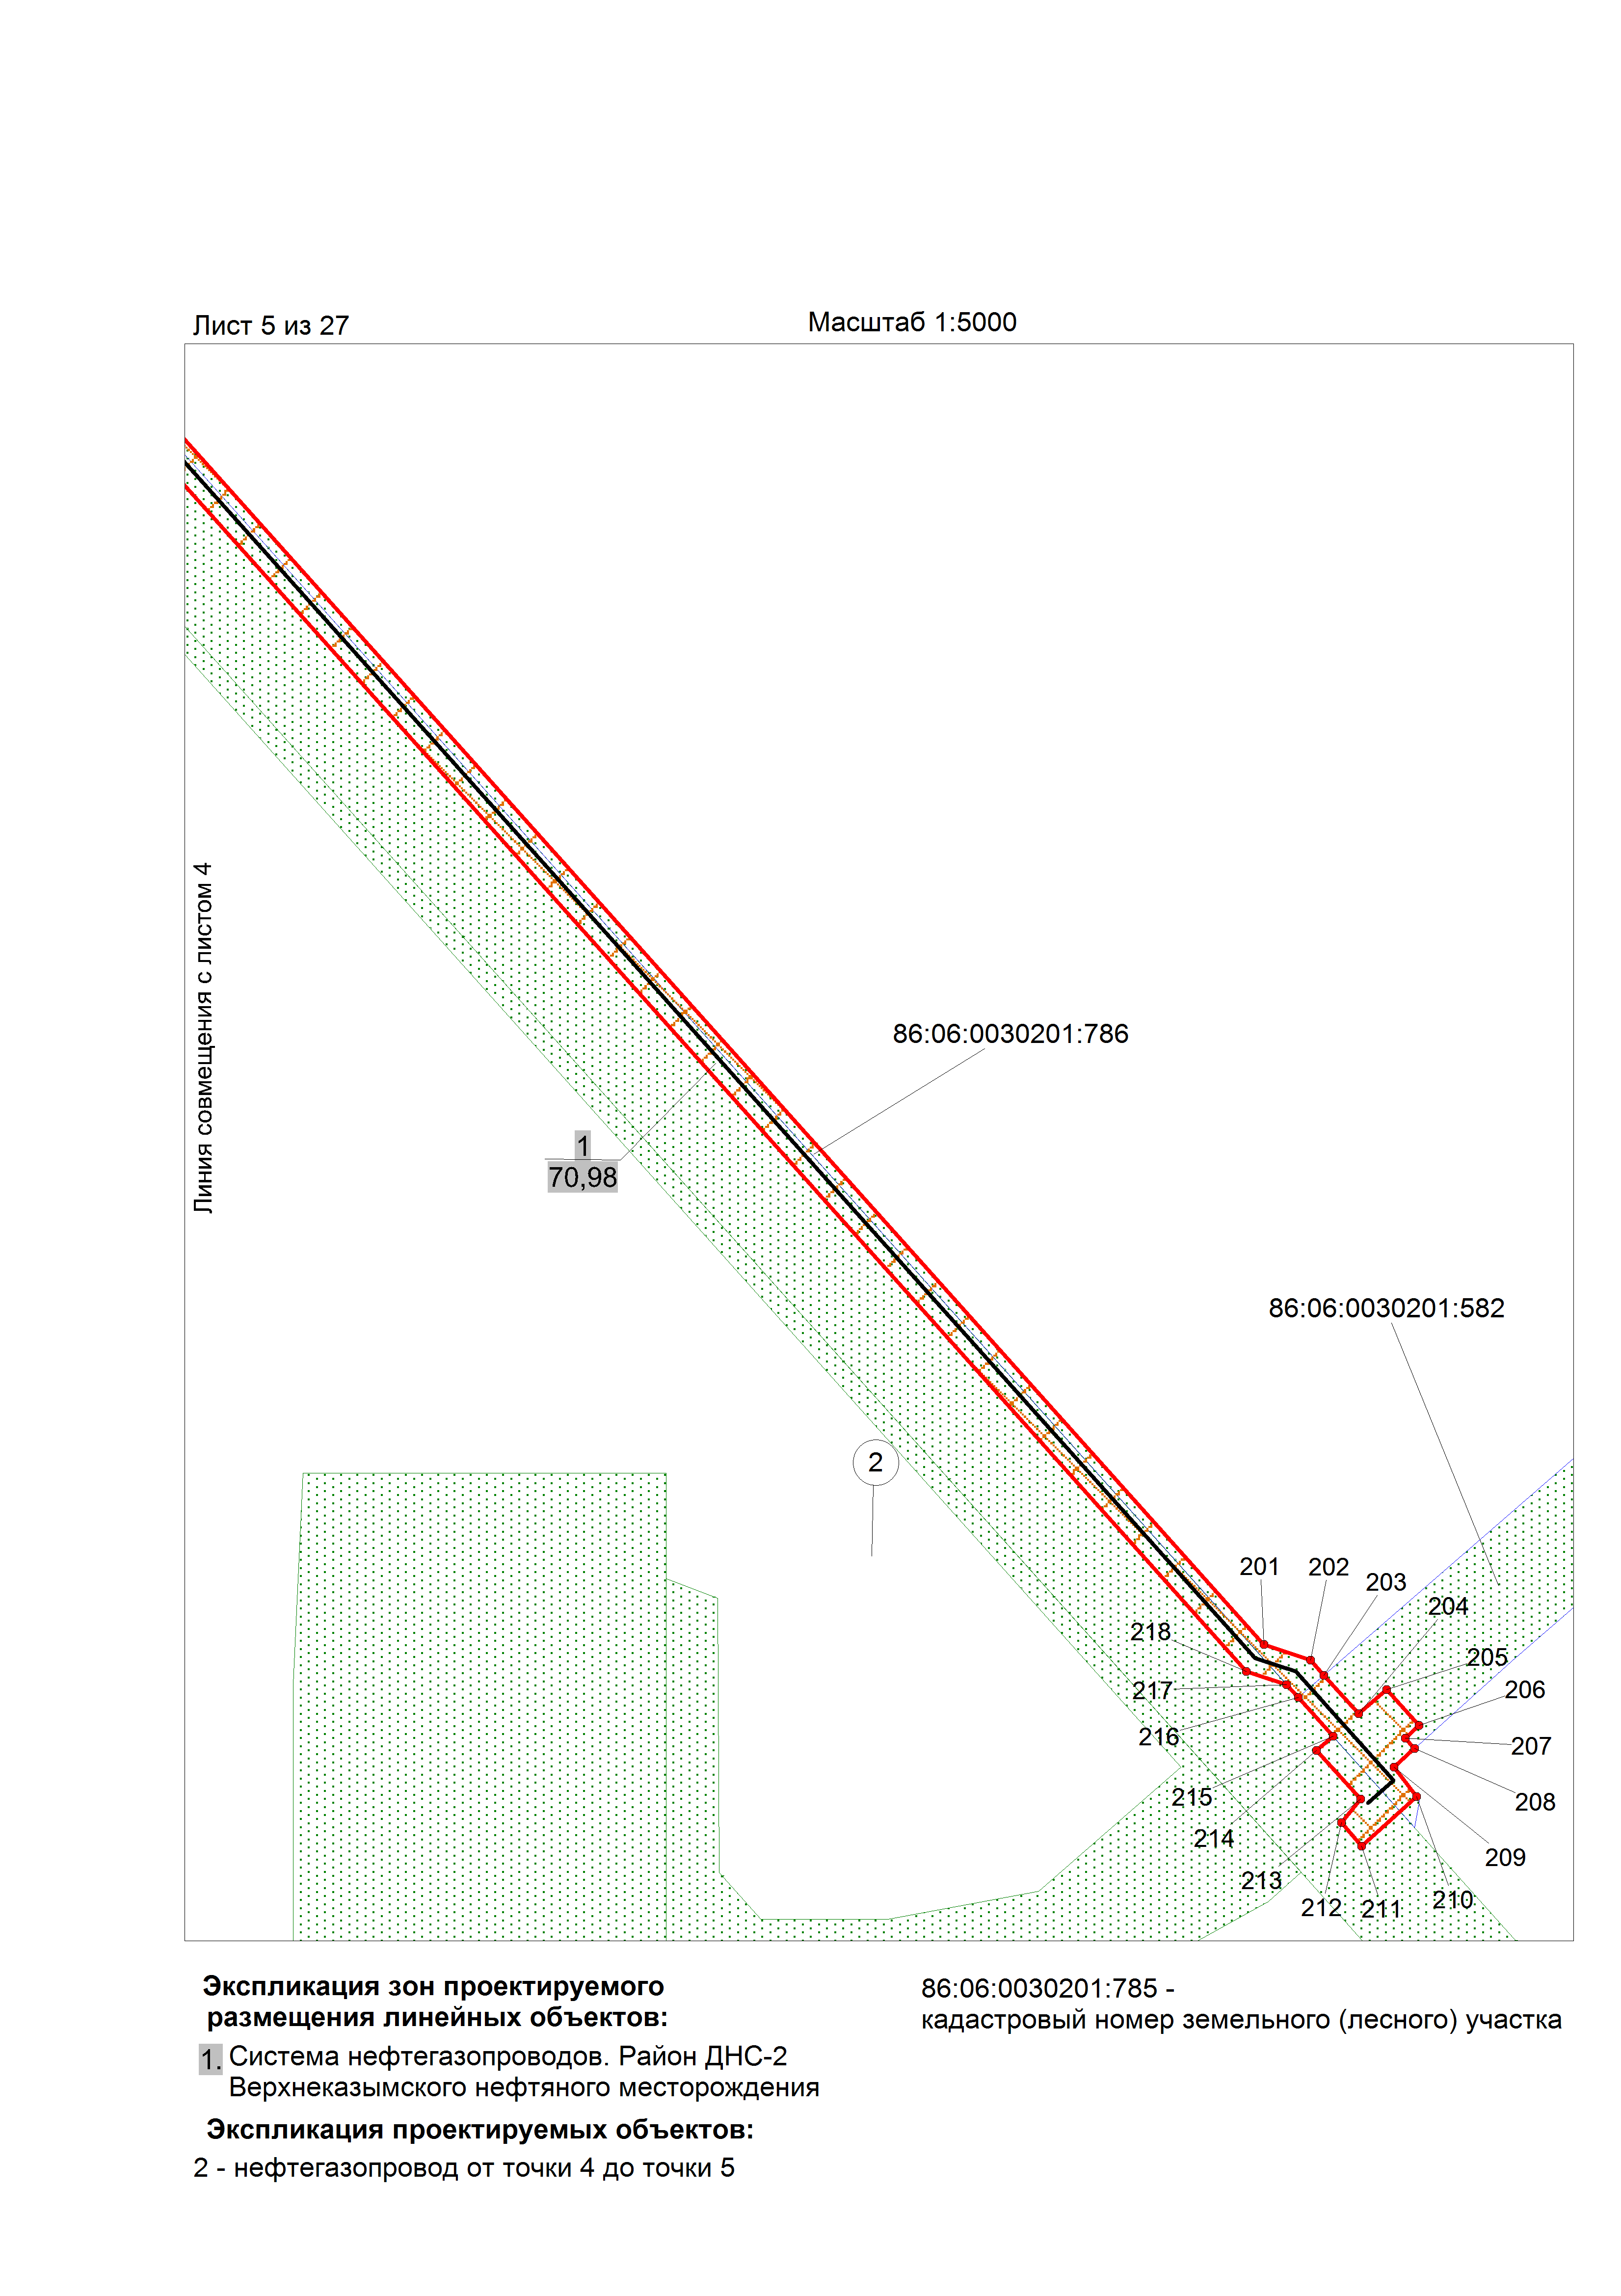 Лист 5 из 27
Масштаб 1:5000
Линия совмещения с листом 4
86:06:0030201:786
1
70,98
86:06:0030201:582
2
201
202
203
204
218
205
217
206
216
207
215
208
214
209
213
210
212
211
Экспликация зон проектируемого
размещения линейных объектов:
1. Система нефтегазопроводов. Район ДНС-2
Верхнеказымского нефтяного месторождения
Экспликация проектируемых объектов:
2 - нефтегазопровод от точки 4 до точки 5
86:06:0030201:785 -
кадастровый номер земельного (лесного) участка